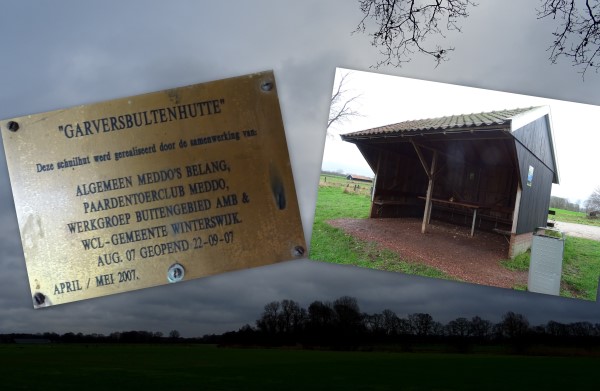 "GARVERSBULTENHUTTE"
Deze schuilhut werd gerealiseerd door de samenwerking van:
ALGEMEEN MEDDO'S BELANG,
PAARDENTOERCLUB MEDDO,
WERKGROEP BUITENGEBIED AMB &
WCL-GEMEENTE WINTERSWIJK.
AUG. 07 GEOPEND 22-09-07
APRIL / MEI 2007.